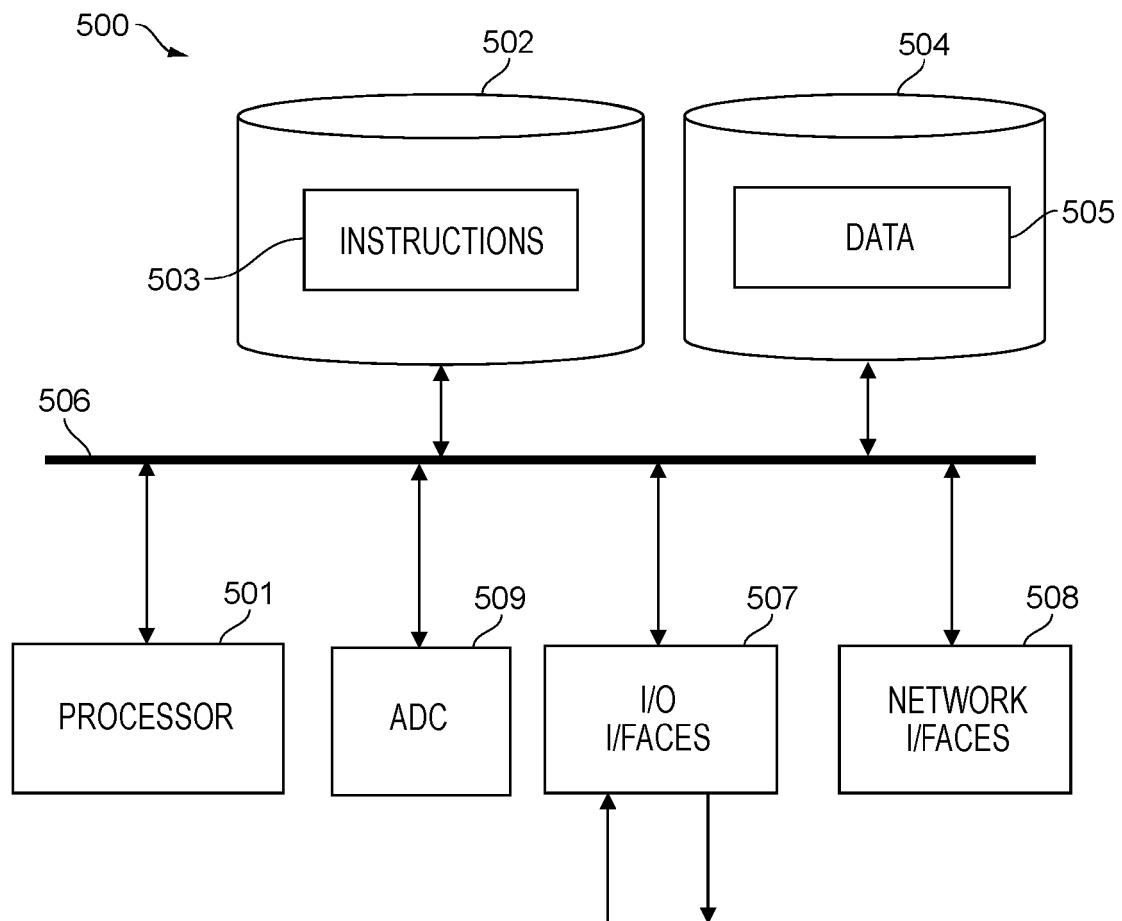 500
502
504
INSTRUCTIONS
DATA
503
505
506
501
509
507
508
PROCESSOR
ADC
I/O
I/FACES
NETWORK
I/FACES